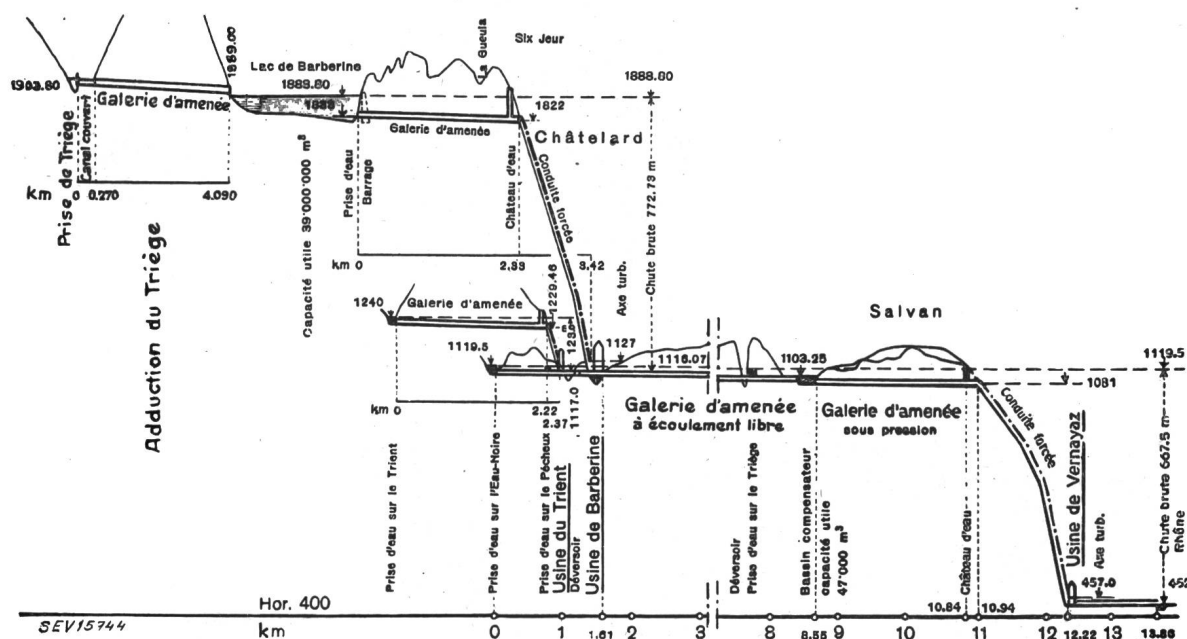 La Gueula
Six Jeur
1889.00
Lac de Barberine
1903.80
1889.80
1888.80
Galerie d'amenée
1888
1822
Galerie d'amenée
Châtelard
Prise de Triège
Canal couvert
km 0 0.270 4.090
Adduction du Triège
Capacité utile 39'000'000 m³
Prise d'eau
Barrage
Château d'eau
Conduite forcée
Chute brute 772.73 m
km 0 2.33 3.42
1229.46
Axe turb.
1240
Galerie d'amenée
Salvan
1119.5
1127
1116.07
1103.25
1119.5
1081
km 0 2.22
2.37
1117.0
Galerie d'amenée
à écoulement libre
Galerie d'amenée
sous pression
Conduite forcée
Prise d'eau sur le Trient
Prise d'eau sur l'Eau-Noire
Prise d'eau sur le Pécheux
Usine du Trient
Déversoir
Usine de Barberine
Déversoir
Prise d'eau sur le Triège
Bassin compensateur
capacité utile
47'000 m³
Château d'eau
Usine de Vernayaz
Axe turb.
Chute brute 667.5 m
Rhône
457.0
452
Hor. 400
10.84 10.94
SEV15744
km 0 1 1.61 2 3 8 8.55 9 10 11 12 12.22 13 13.86